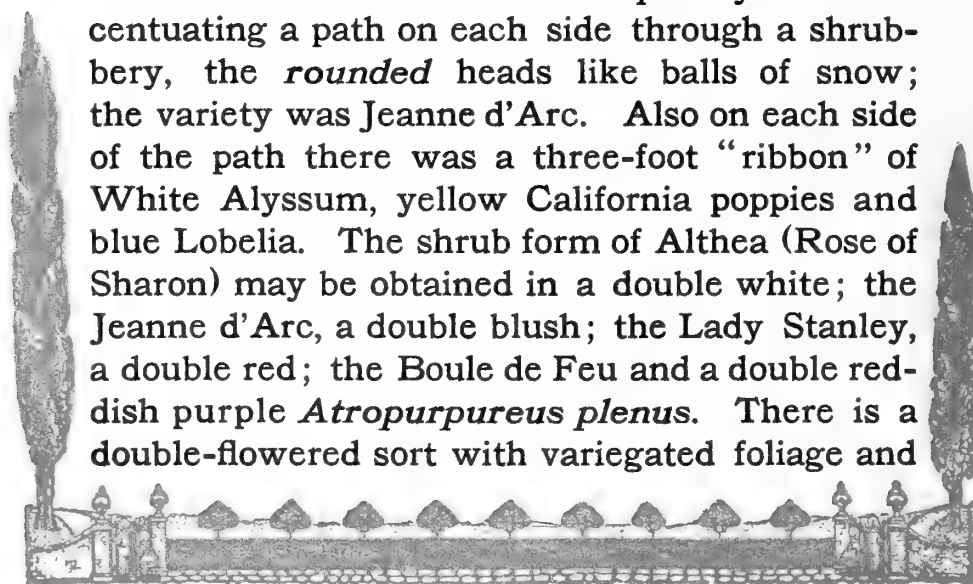 centuating a path on each side through a shrub-
bery, the rounded heads like balls of snow;
the variety was Jeanne d'Arc. Also on each side
of the path there was a three-foot “ribbon” of
White Alyssum, yellow California poppies and
blue Lobelia. The shrub form of Althea (Rose of
Sharon) may be obtained in a double white; the
Jeanne d'Arc, a double blush; the Lady Stanley,
a double red; the Boule de Feu and a double red-
dish purple Atropurpureus plenus. There is a
double-flowered sort with variegated foliage and